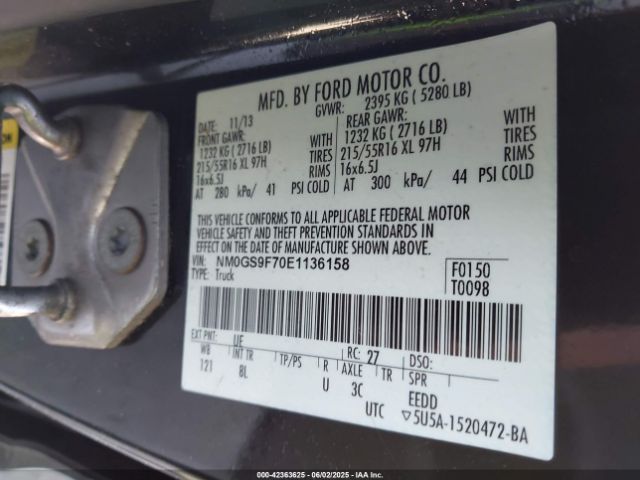 MFD. BY FORD MOTOR CO.
DATE: 11/13 GVWR: 2395 KG ( 5280 LB)
FRONT GAWR: REAR GAWR:
1232 KG ( 2716 LB) WITH 1232 KG ( 2716 LB) WITH
215/55R16 XL 97H TIRES 215/55R16 XL 97H TIRES
16x6.5J RIMS 16x6.5J RIMS
AT 280 kPa/ 41 PSI COLD AT 300 kPa/ 44 PSI COLD
THIS VEHICLE CONFORMS TO ALL APPLICABLE FEDERAL MOTOR
VEHICLE SAFETY AND THEFT PREVENTION STANDARDS IN
EFFECT ON THE DATE OF MANUFACTURE SHOWN ABOVE.
VIN: NM0GS9F70E1136158 F0150
TYPE: Truck T0098
EXT PNT: UE RC: 27 DSO:
WB INT TR TP/PS R AXLE TR SPR
121 BL U 3C EEDD
UTC ▽5U5A-1520472-BA
00-42363625 - 06/02/2025 - IAA, Inc.